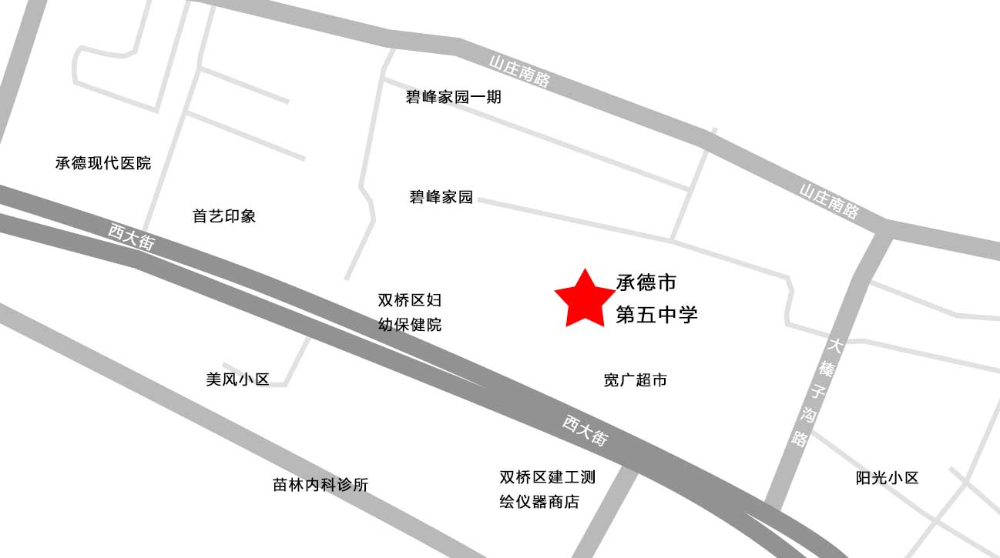 山庄南路
碧峰家园一期
承德现代医院
碧峰家园
山庄南路
首艺印象
西大街
承德市
第五中学
双桥区妇
幼保健院
大榛子沟路
美风小区
宽广超市
西大街
双桥区建工测
绘仪器商店
阳光小区
苗林内科诊所